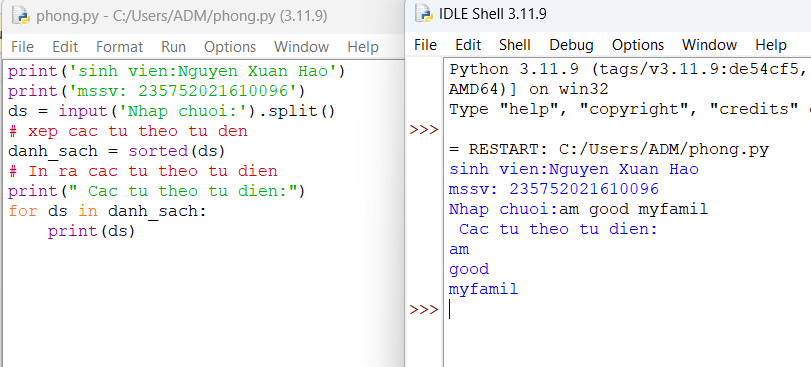 phong.py - C:/Users/ADM/phong.py (3.11.9)
File Edit Format Run Options Window Help
print('sinh vien:Nguyen Xuan Hao')
print('mssv: 235752021610096')
ds = input('Nhap chuoi:').split()
# xep cac tu theo tu den
danh_sach = sorted(ds)
# In ra cac tu theo tu dien
print(" Cac tu theo tu dien:")
for ds in danh_sach:
    print(ds)
IDLE Shell 3.11.9
File Edit Shell Debug Options Window Help
Python 3.11.9 (tags/v3.11.9:de54cf5,
AMD64)] on win32
Type "help", "copyright", "credits"
>>>
= RESTART: C:/Users/ADM/phong.py
sinh vien:Nguyen Xuan Hao
mssv: 235752021610096
Nhap chuoi:am good myfamil
 Cac tu theo tu dien:
am
good
myfamil
>>>